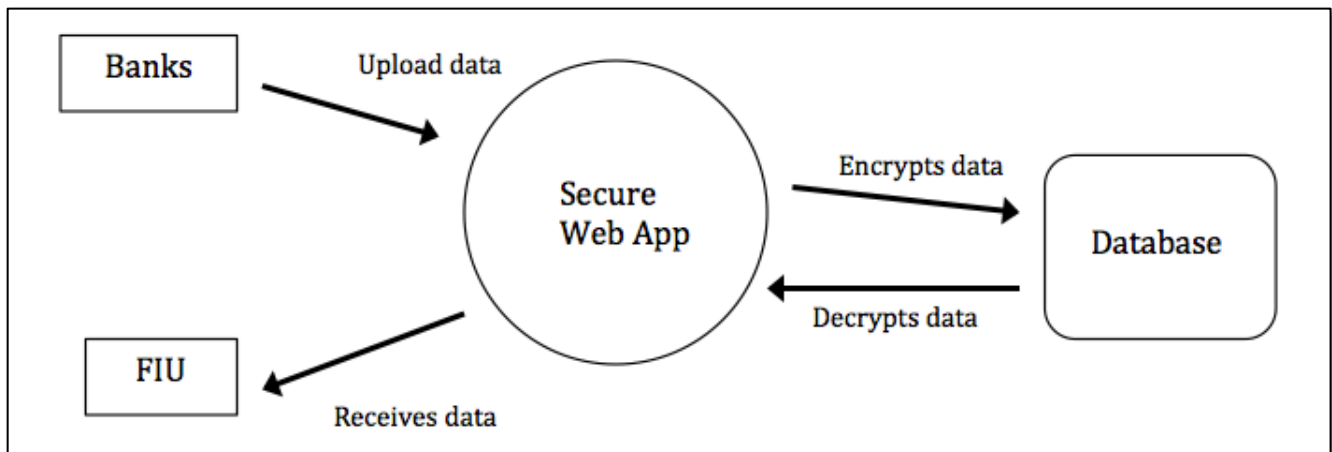 Banks
Upload data
Encrypts data
Secure
Web App
Database
Decrypts data
FIU
Receives data